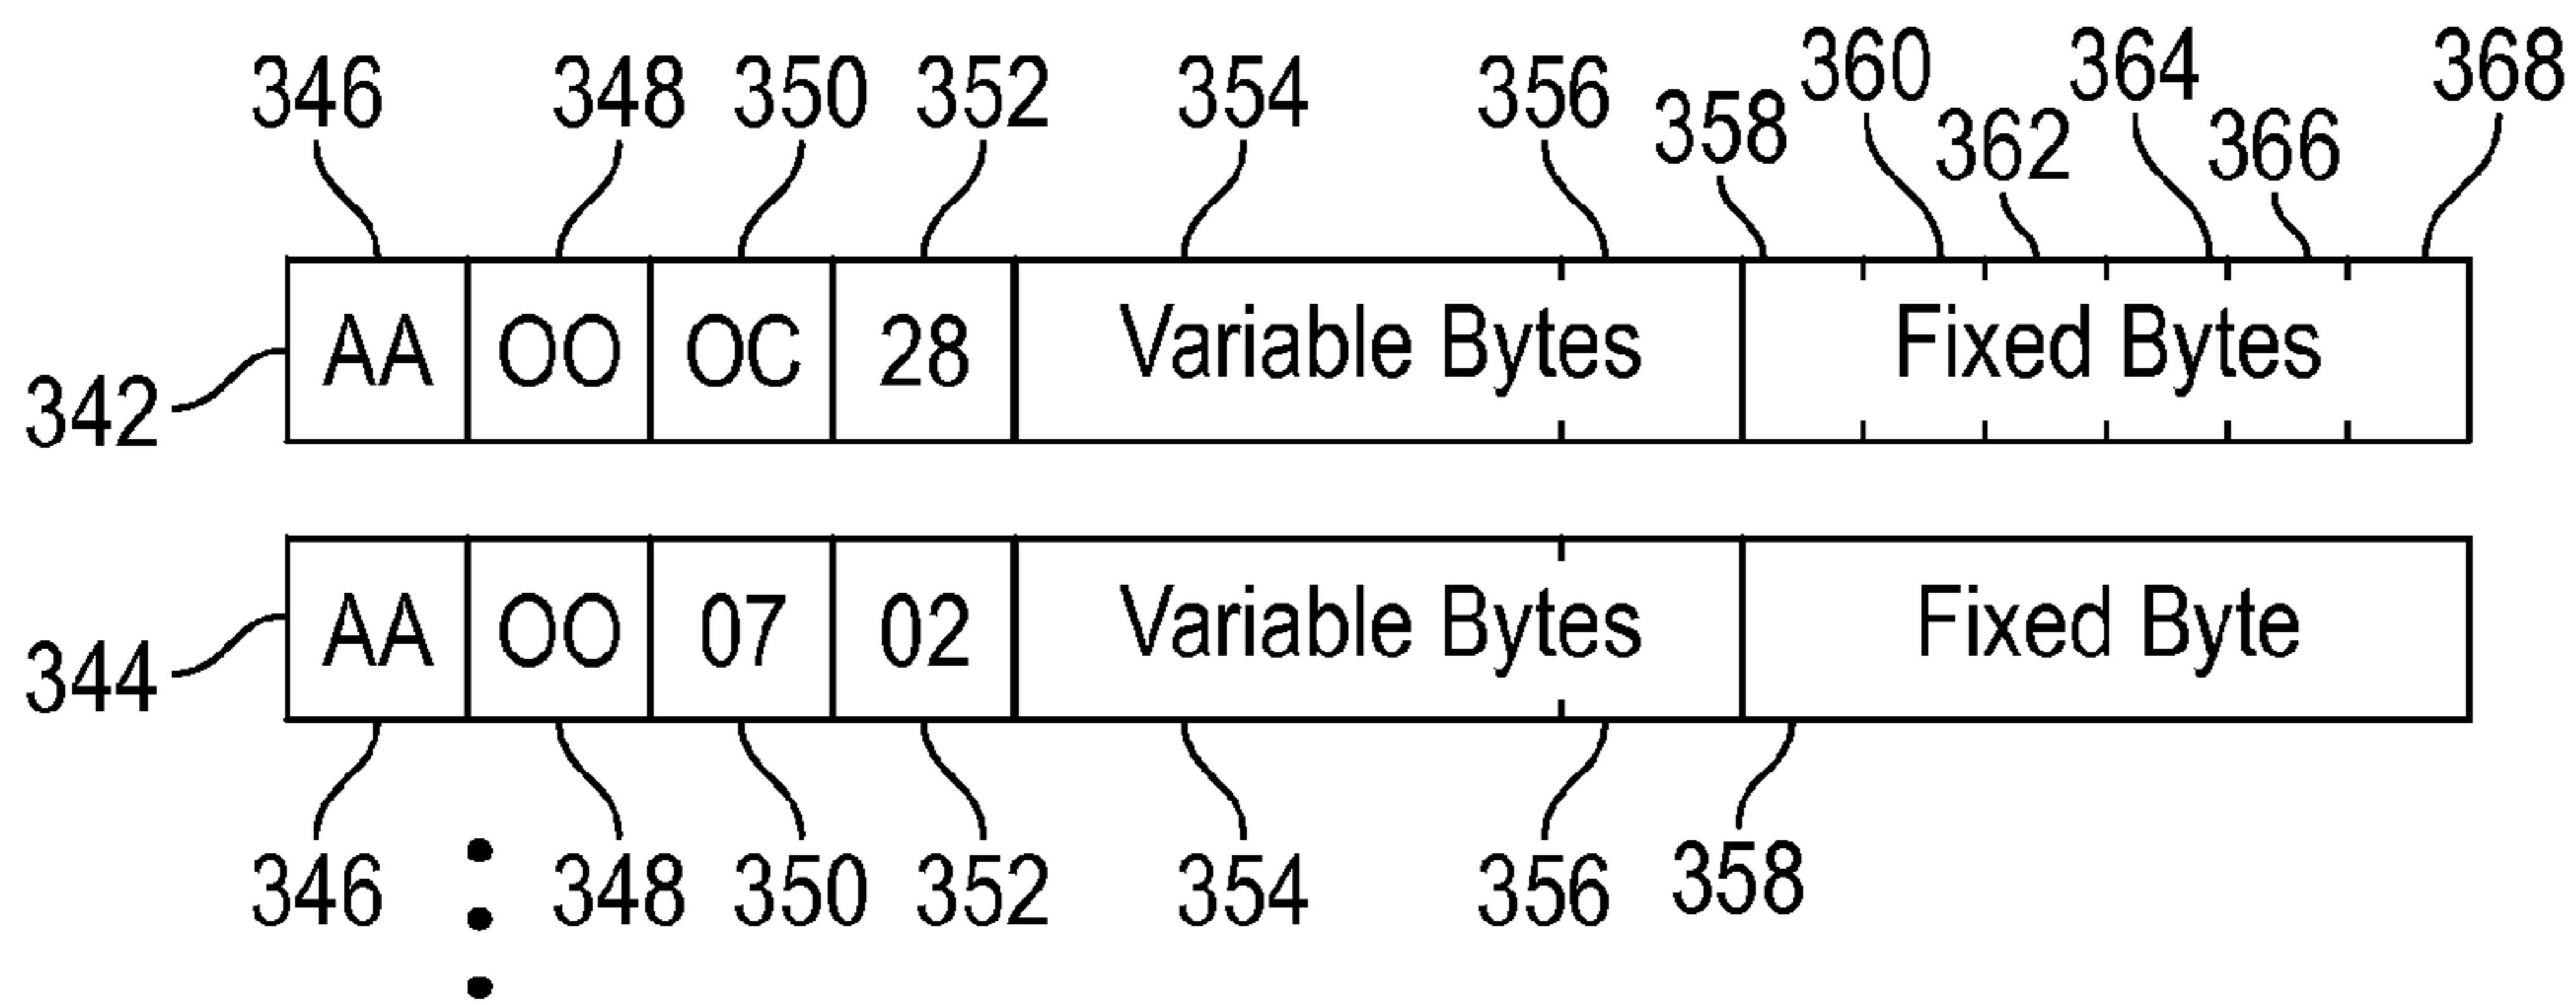 346 348 350 352 354 356 358 360 362 364 366 368
342 AA OO OC 28 Variable Bytes Fixed Bytes
344 AA OO 07 02 Variable Bytes Fixed Byte
346 348 350 352 354 356 358